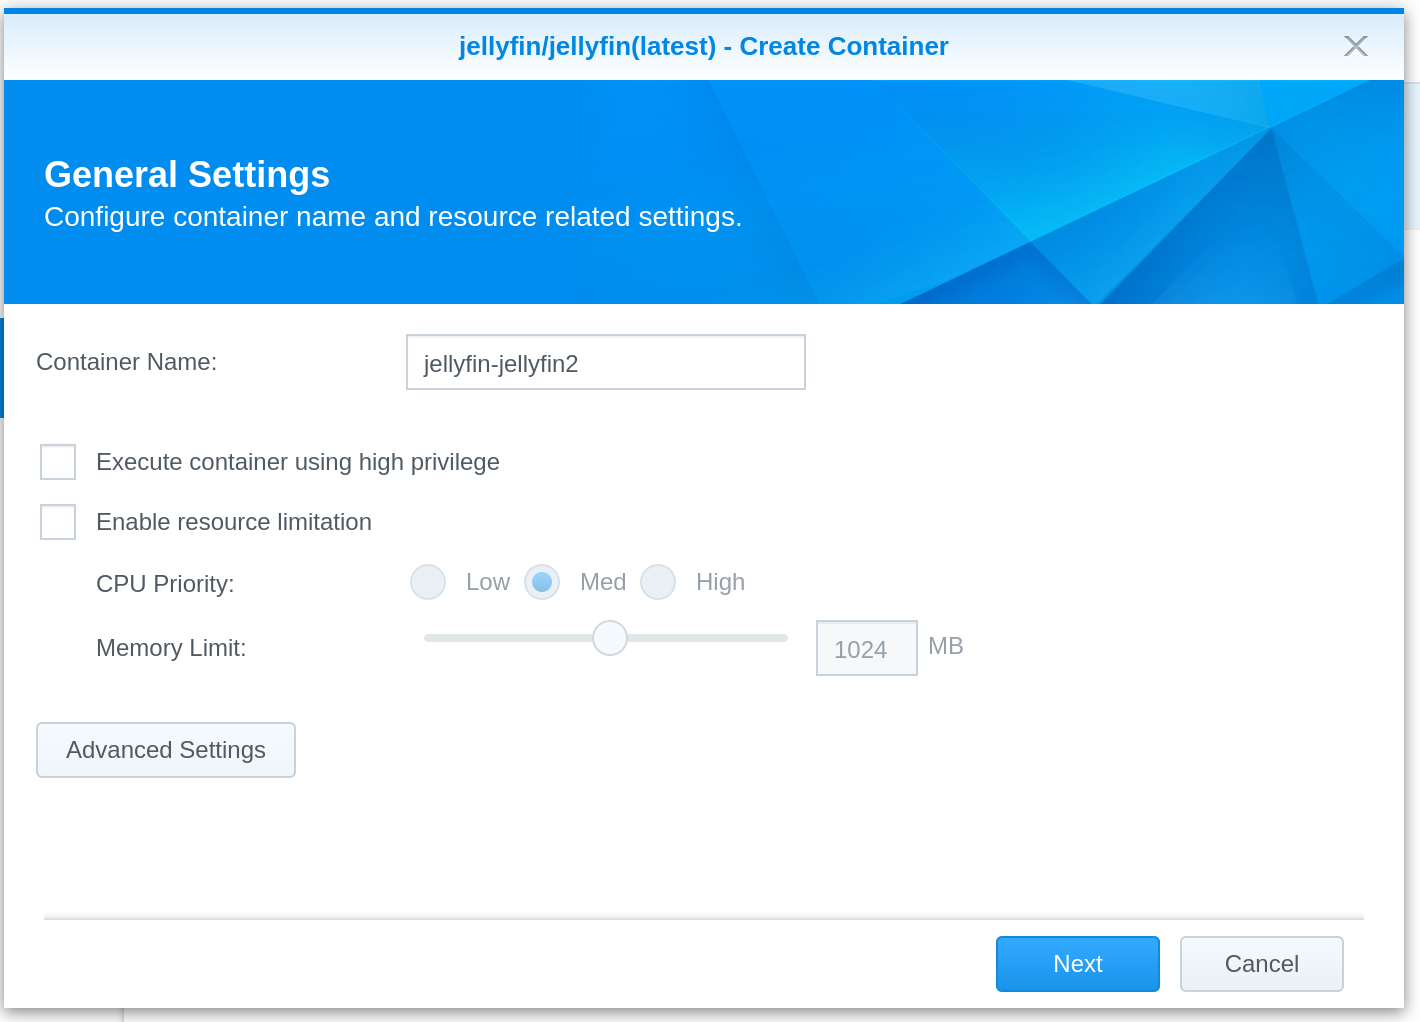 jellyfin/jellyfin(latest) - Create Container
General Settings
Configure container name and resource related settings.
Container Name: jellyfin-jellyfin2
Execute container using high privilege
Enable resource limitation
CPU Priority: Low Med High
Memory Limit: 1024 MB
Advanced Settings
Next Cancel